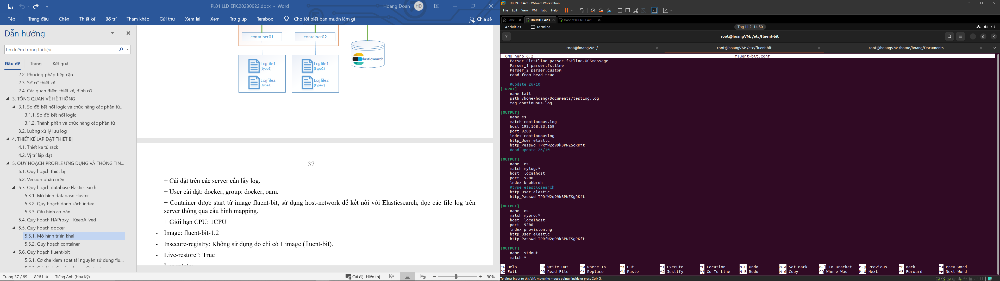 PL01.LLD EFK.20230922.docx - Word
Hoang Doan
HD
Tệp
Trang đầu
Chèn
Thiết kế
Bố trí
Tham khảo
Gửi thư
Xem lại
Xem
Trợ giúp
Terabox
Cho tôi biết bạn muốn làm gì
Chia sẻ
Dẫn hướng
Tìm kiếm trong tài liệu
Đầu đề
Trang
Kết quả
2.2. Phương pháp tiếp cận
2.3. Sở cứ thiết kế
2.4. Các quan điểm thiết kế, định cỡ
3. TỔNG QUAN VỀ HỆ THỐNG
3.1. Sơ đồ kết nối logic và chức năng các phần tử...
3.1.1. Sơ đồ kết nối logic
3.1.2. Thành phần và chức năng các phần tử
3.2. Luồng xử lý lưu log
4. THIẾT KẾ LẮP ĐẶT THIẾT BỊ
4.1. Thiết kế tủ rack
4.2. Vị trí lắp đặt
5. QUY HOẠCH PROFILE ỨNG DỤNG VÀ THÔNG TIN...
5.1. Quy hoạch thiết bị
5.2. Version phần mềm
5.3. Quy hoạch database Elasticsearch
5.3.1. Mô hình database cluster
5.3.2. Quy hoạch danh sách index
5.3.3. Cấu hình cơ bản
5.4. Quy hoạch HAProxy - KeepAlived
5.5. Quy hoạch docker
5.5.1. Mô hình triển khai
5.5.2. Quy hoạch container
5.6. Quy hoạch fluent-bit
5.6.1. Cơ chế kiểm soát tài nguyên sử dụng flu...
container01
container02
Logfile1
(type1)
Logfile2
(type1)
Logfile1
(type2)
Logfile2
(type2)
lasticsearch
37
+ Cài đặt trên các server cần lấy log.
+ User cài đặt: docker, group: docker, oam.
+ Container được start từ image fluent-bit, sử dụng host-network để kết nối với Elasticsearch, đọc các file log trên
server thông qua cấu hình mapping.
+ Giới hạn CPU: 1CPU
- Image: fluent-bit-1.2
- Insecure-registry: Không sử dụng do chỉ có 1 image (fluent-bit).
- Live-restore": True
Trang 37 / 69
8261 từ
Tiếng Anh (Hoa Kỳ)
Cài đặt Hiển thị
90%
UBUNTUFA23 - VMware Workstation
File Edit View VM Tabs Help
Home
UBUNTUFA23
Clone of UBUNTUFA23
Activities
Terminal
Thg 11 2 14:50
root@hoangVM: /etc/fluent-bit
root@hoangVM: /
root@hoangVM: /etc/fluent-bit
root@hoangVM: /home/hoang/Documents
GNU nano 6.2
fluent-bit.conf
Parser_Firstline parser.fstline.OCSmessage
Parser_1 parser.fstline
Parser_2 parser.custom
read_from_head true
#update 26/10
[INPUT]
name tail
path /home/hoang/Documents/testLog.log
tag continuous.log
[OUTPUT]
name es
match continuous.log
host 192.168.23.159
port 9200
index continuouslog
http_User elastic
http_Passwd TPRfW2q99k3PWZSgRKft
#end update 26/10
[OUTPUT]
name es
match mylog.*
host localhost
port 9200
index bruhbruh
#type elasticsearch
http_User elastic
http_Passwd TPRfW2q99k3PWZSgRKft
[OUTPUT]
name es
match mypro.*
host localhost
port 9200
index provisioning
http_User elastic
http_Passwd TPRfW2q99k3PWZSgRKft
[OUTPUT]
name stdout
match *
^G Help ^O Write Out ^W Where Is ^K Cut ^T Execute ^C Location M-U Undo M-A Set Mark M-] To Bracket M-Q Previous ^B Back ^◄ Prev Word
^X Exit ^R Read File ^\ Replace ^U Paste ^J Justify ^/ Go To Line M-E Redo M-6 Copy ^Q Where Was M-W Next ^F Forward ^► Next Word
To direct input to this VM, move the mouse pointer inside or press Ctrl+G.